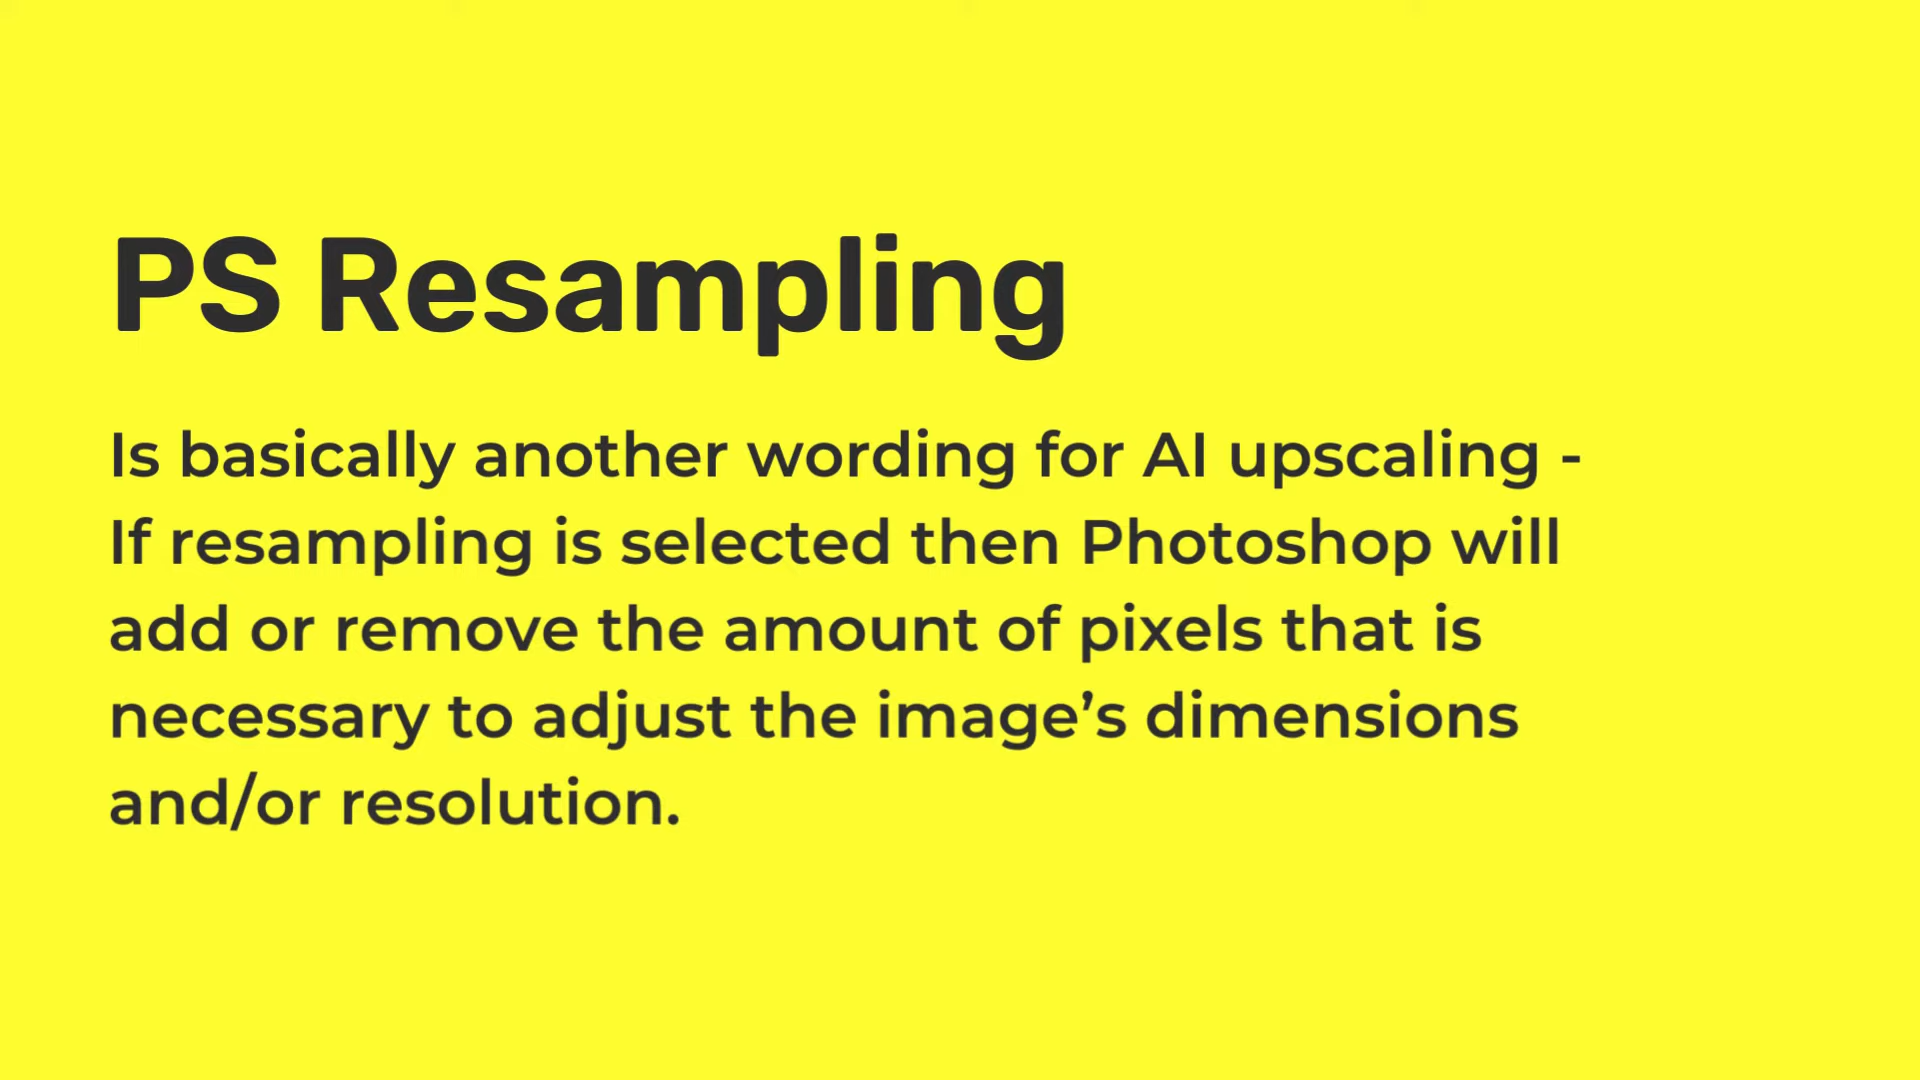 PS Resampling
Is basically another wording for AI upscaling -
If resampling is selected then Photoshop will
add or remove the amount of pixels that is
necessary to adjust the image’s dimensions
and/or resolution.